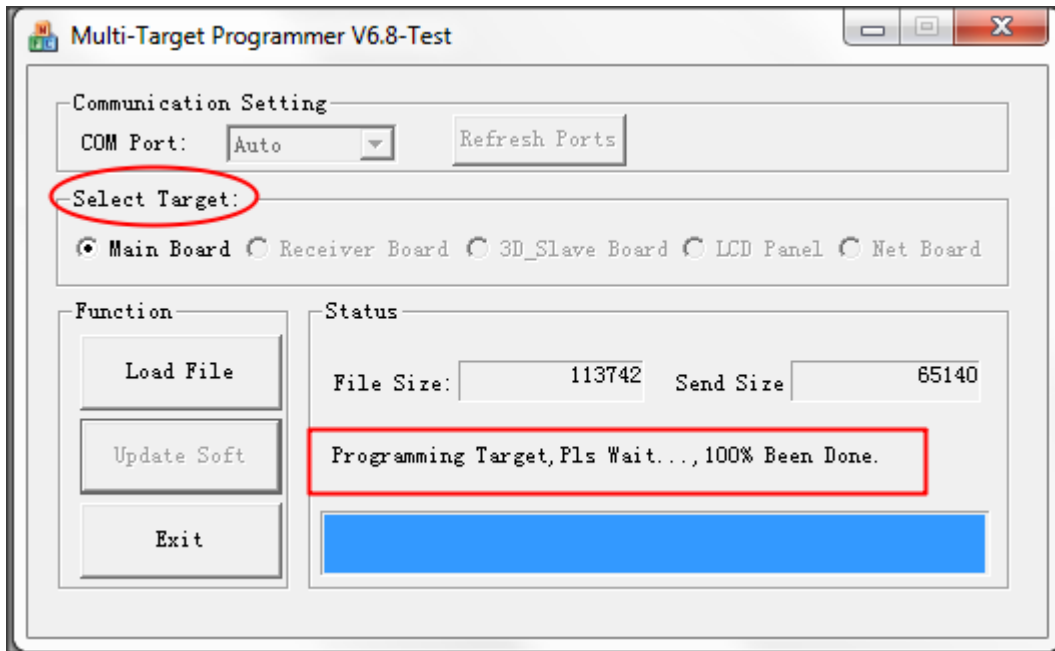 Multi-Target Programmer V6.8-Test
Communication Setting
COM Port: Auto Refresh Ports
Select Target:
Main Board Receiver Board 3D_Slave Board LCD Panel Net Board
Function
Status
Load File
File Size: 113742 Send Size 65140
Update Soft
Programming Target,Pls Wait...,100% Been Done.
Exit